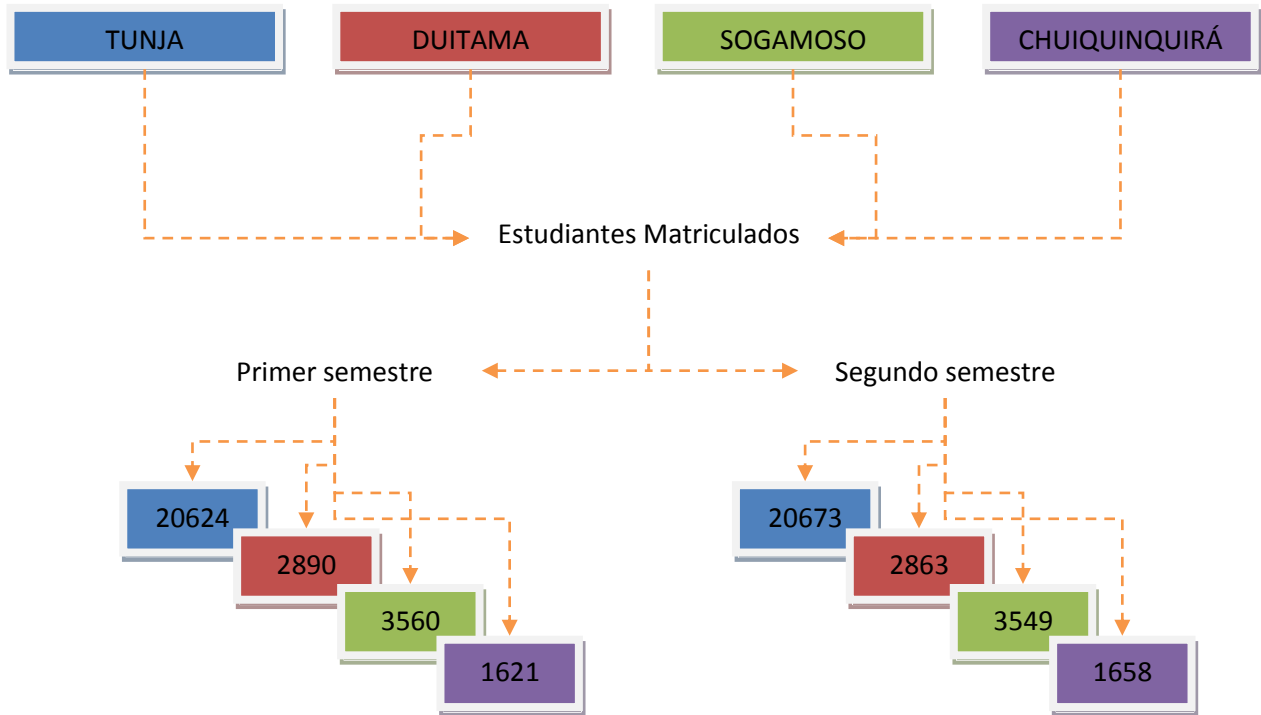 TUNJA
DUITAMA
SOGAMOSO
CHUIQUINQUIRÁ
Estudiantes Matriculados
Primer semestre
Segundo semestre
20624
2890
3560
1621
20673
2863
3549
1658